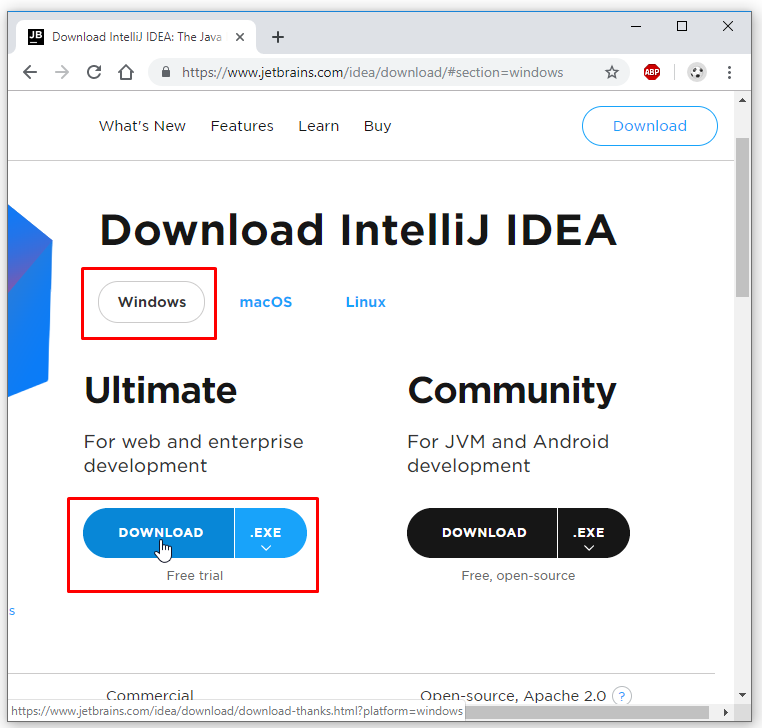 JB
Download IntelliJ IDEA: The Java
https://www.jetbrains.com/idea/download/#section=windows
ABP
What's New Features Learn Buy Download
Download IntelliJ IDEA
Windows macOS Linux
Ultimate
For web and enterprise
development
DOWNLOAD .EXE
Free trial
Community
For JVM and Android
development
DOWNLOAD .EXE
Free, open-source
s
Commercial
Open-source, Apache 2.0 ?
https://www.jetbrains.com/idea/download/download-thanks.html?platform=windows